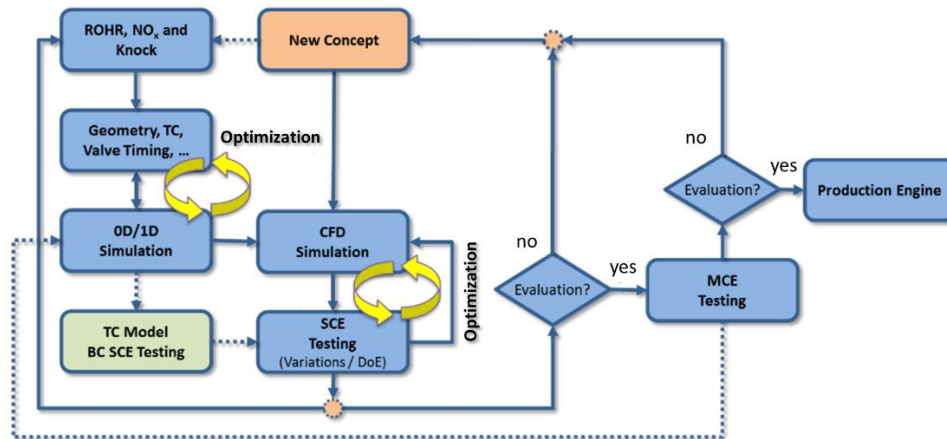 ROHR, NOx and
Knock
New Concept
Geometry, TC,
Valve Timing, ...
Optimization
0D/1D
Simulation
CFD
Simulation
Optimization
TC Model
BC SCE Testing
SCE
Testing
(Variations / DoE)
no
Evaluation?
yes
MCE
Testing
no
Evaluation?
yes
Production Engine